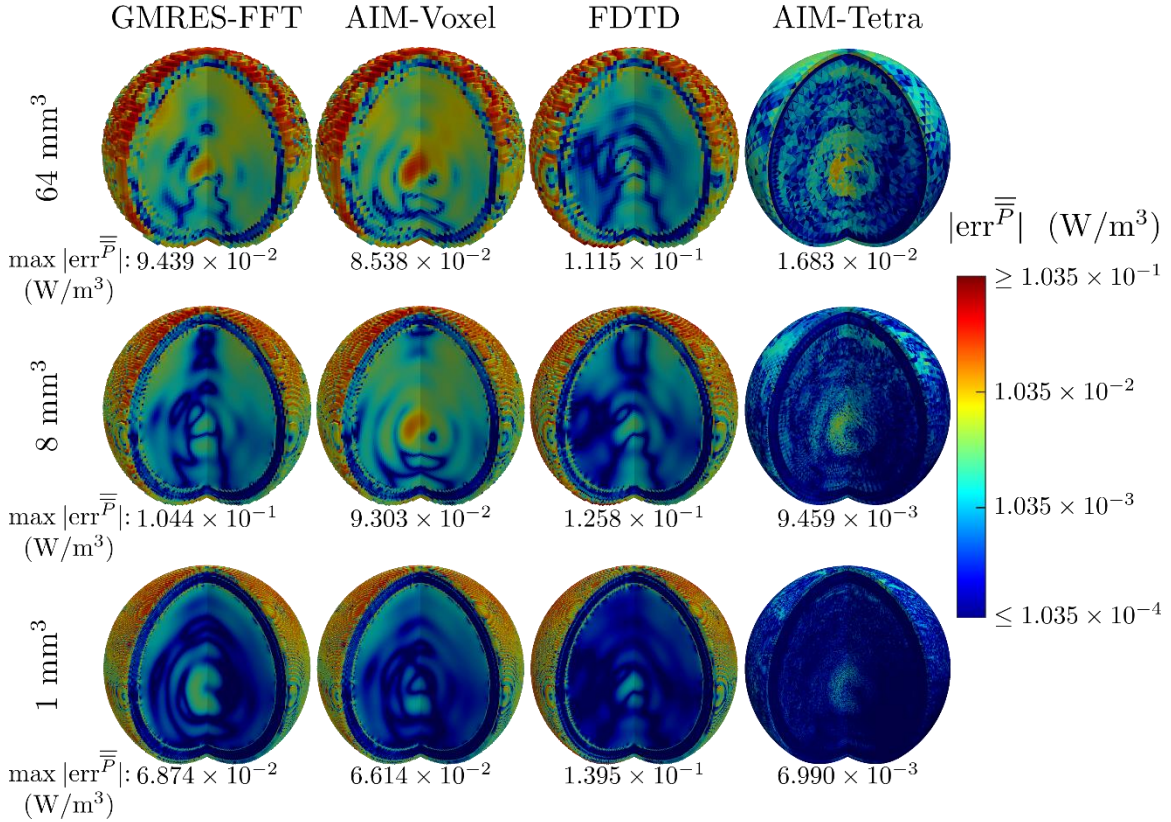 GMRES-FFT AIM-Voxel FDTD AIM-Tetra
64 mm³
max |err^P̿|: 9.439 × 10⁻² 8.538 × 10⁻² 1.115 × 10⁻¹ 1.683 × 10⁻²
(W/m³)
|err^P̿| (W/m³)
≥ 1.035 × 10⁻¹
1.035 × 10⁻²
1.035 × 10⁻³
≤ 1.035 × 10⁻⁴
8 mm³
max |err^P̿|: 1.044 × 10⁻¹ 9.303 × 10⁻² 1.258 × 10⁻¹ 9.459 × 10⁻³
(W/m³)
1 mm³
max |err^P̿|: 6.874 × 10⁻² 6.614 × 10⁻² 1.395 × 10⁻¹ 6.990 × 10⁻³
(W/m³)